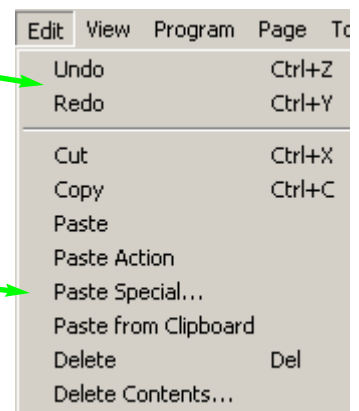 Edit View Program Page To
Undo Ctrl+Z
Redo Ctrl+Y
Cut Ctrl+X
Copy Ctrl+C
Paste
Paste Action
Paste Special...
Paste from Clipboard
Delete Del
Delete Contents...